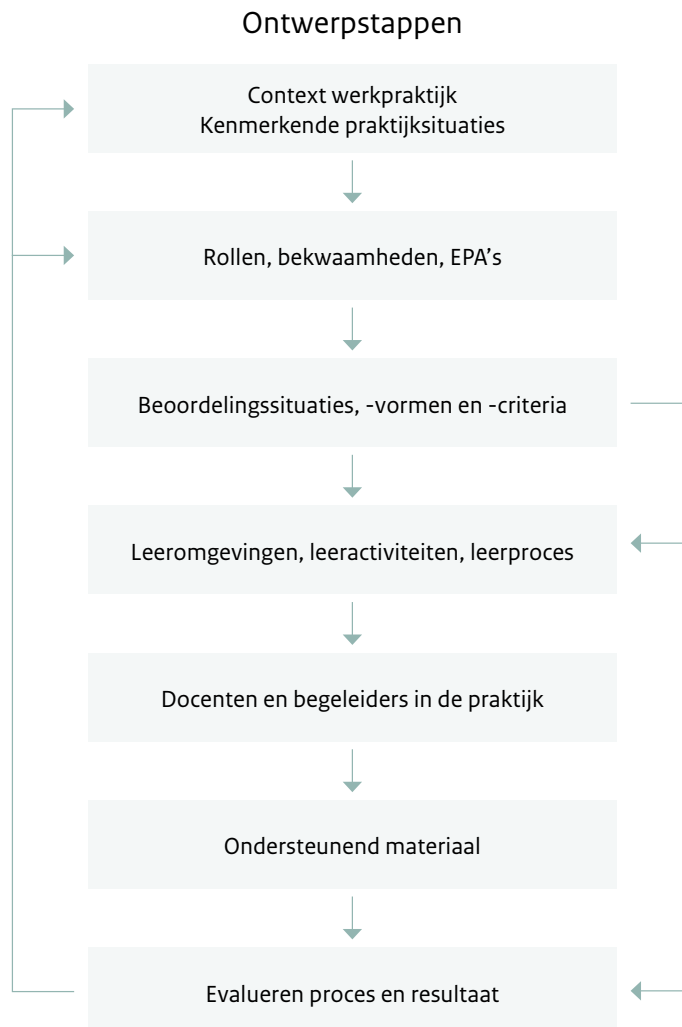 Ontwerpstappen
Context werkpraktijk
Kenmerkende praktijksituaties
Rollen, bekwaamheden, EPA's
Beoordelingssituaties, -vormen en -criteria
Leeromgevingen, leeractiviteiten, leerproces
Docenten en begeleiders in de praktijk
Ondersteunend materiaal
Evalueren proces en resultaat